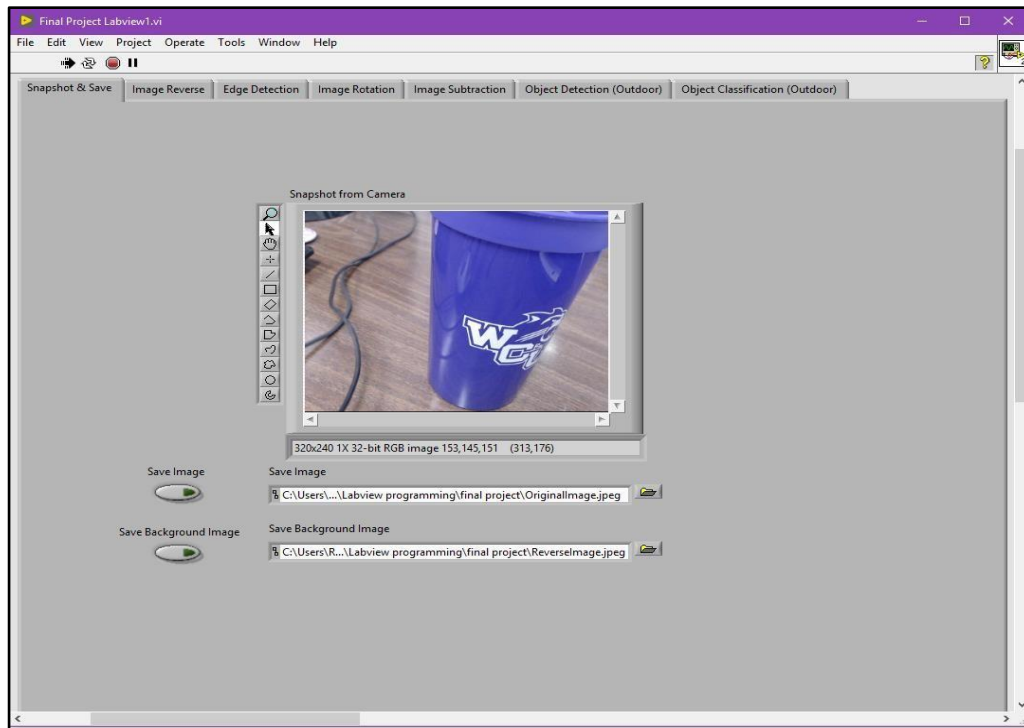 Final Project Labview1.vi
File Edit View Project Operate Tools Window Help
Snapshot & Save Image Reverse Edge Detection Image Rotation Image Subtraction Object Detection (Outdoor) Object Classification (Outdoor)
Snapshot from Camera
WCU
320x240 1X 32-bit RGB image 153,145,151 (313,176)
Save Image Save Image
C:\Users\...\Labview programming\final project\OriginalImage.jpeg
Save Background Image Save Background Image
C:\Users\R...\Labview programming\final project\ReverseImage.jpeg